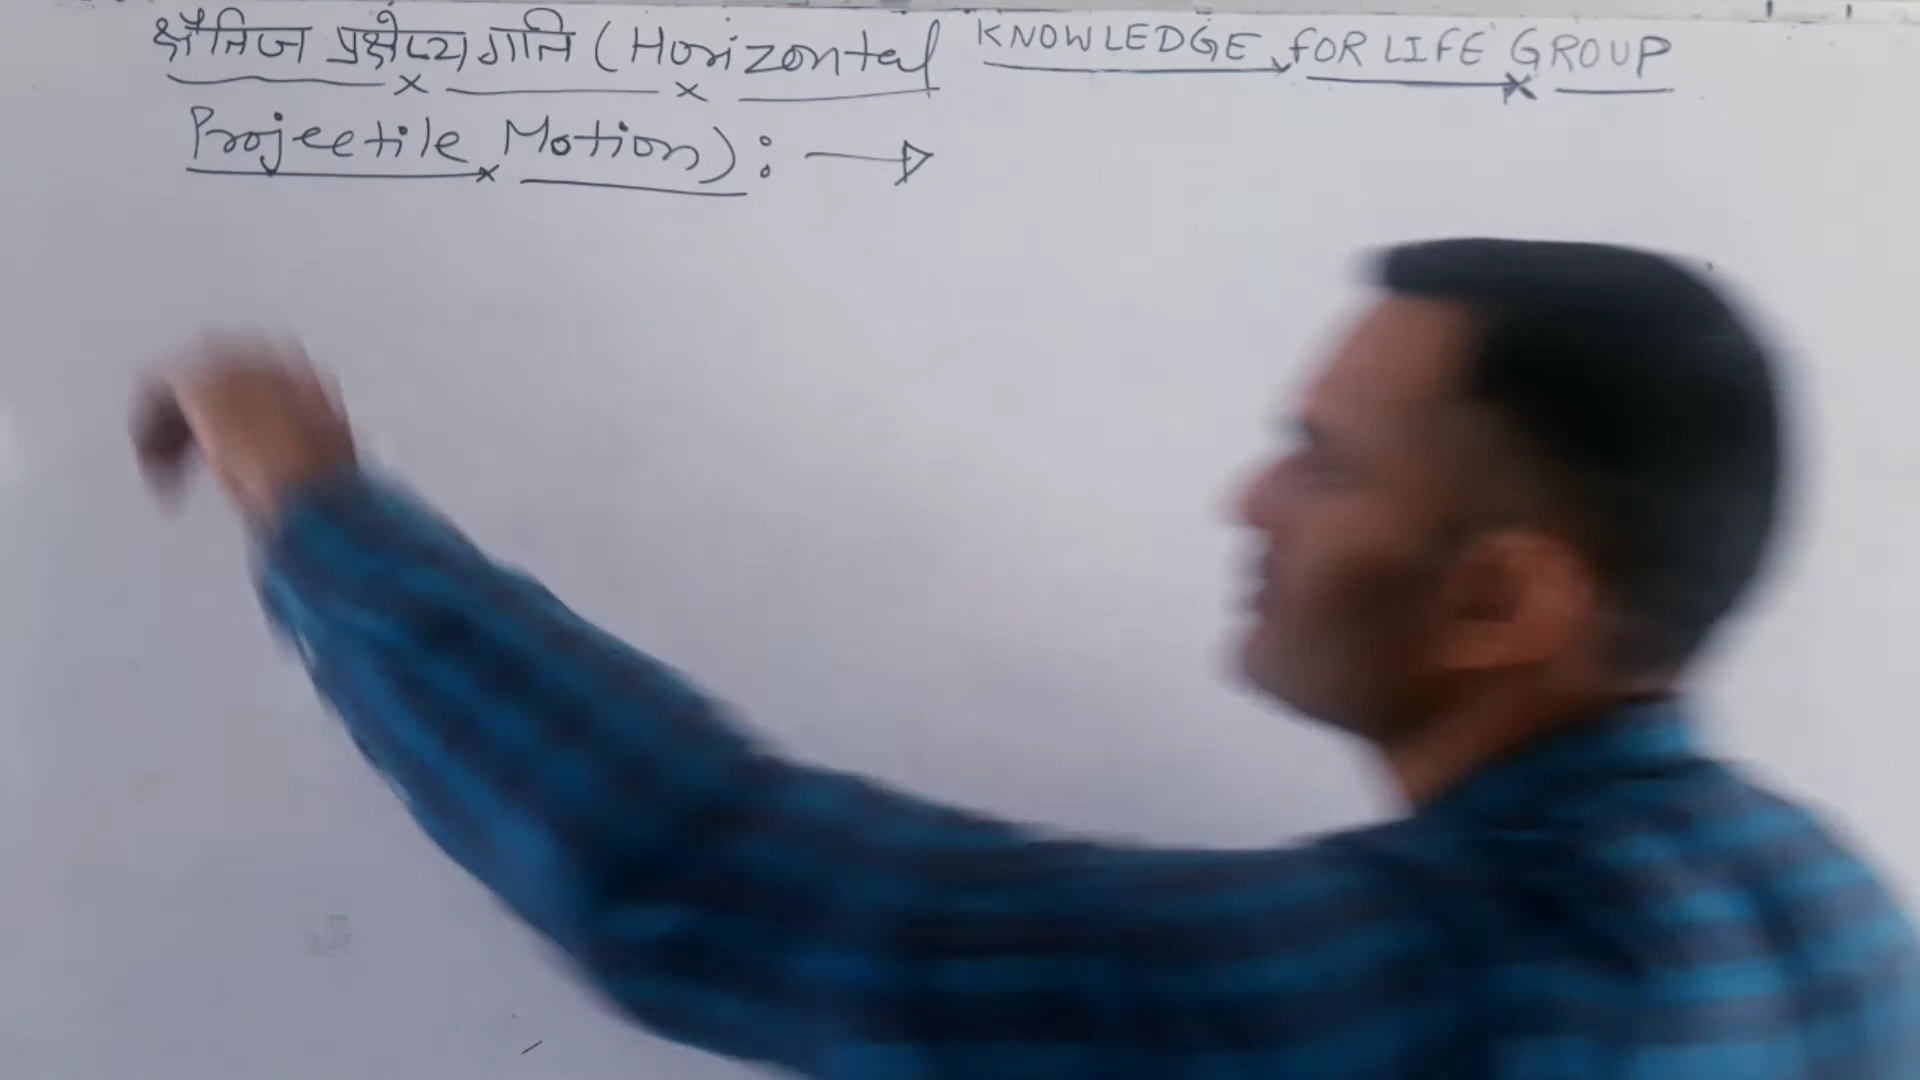 क्षैतिज प्रक्षेप्य गति (Horizontal
Projectile Motion): →
KNOWLEDGE FOR LIFE GROUP